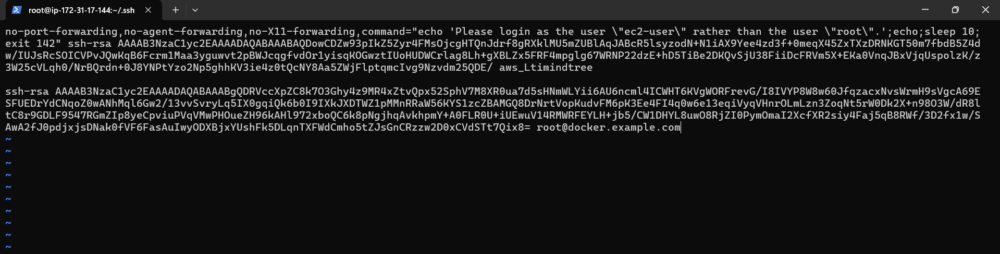 root@ip-172-31-17-144:~/.ssh
no-port-forwarding,no-agent-forwarding,no-X11-forwarding,command="echo 'Please login as the user \"ec2-user\" rather than the user \"root\".';echo;sleep 10;
exit 142" ssh-rsa AAAAB3NzaC1yc2EAAAADAQABAAABAQDowCDZw93pIkZ5Zyr4FMsOjcgHTQnJdrf8gRXklMU5mZUBlAqJABcR5lsyzodN+N1iAX9Yee4zd3f+0meqX45ZxTXzDRNKGT50m7fbdB5Z4d
w/IUJsRcSOICVPvJQwKqB6Fcrm1Maa3yguwvt2pBWJcqgfvdOr1yisqKOGwztIUoHUDWCrlag8Lh+gXBLZx5FRF4mpglg67WRNP22dzE+hD5TiBe2DKQvSjU38FiiDcFRVm5X+EKa0VnqJBxVjqUspolzK/z
3W25cVLqh0/NrBQrdn+0J8YNPtYzo2Np5ghhKV3ie4z0tQcNY8Aa5ZWjFlptqmcIvg9Nzvdm25QDE/ aws_Ltimindtree
ssh-rsa AAAAB3NzaC1yc2EAAAADAQABAAABgQDRVccXpZC8k7O3Ghy4z9MR4xZtvQpx52SphV7M8XR0ua7d5sHNmWLYii6AU6ncml4ICWHT6KVgWORFrevG/I8IVYP8W8w60JfqzacxNvsWrmH9sVgcA69E
SFUEDrYdCNqoZ0wANhMql6Gw2/13vvSvryLq5IX0gqiQk6b0I9IXkJXDTWZ1pMMnRRaW56KYS1zcZBAMGQ8DrNrtVopKudvFM6pK3Ee4FI4q0w6e13eqiVyqVHnrOLmLzn3ZoqNt5rW0Dk2X+n98O3W/dR8l
tC8r9GDLF9547RGmZIp8yeCpviuPVqVMwPHOueZH96kAHl972xboQC6k8pNgjhqAvkhpmY+A0FLR0U+iUEwuV14RMWRFEYLH+jb5/CW1DHYL8uwO8RjZI0PymOmaI2XcfXR2siy4Faj5qB8RWf/3D2fx1w/S
AwA2fJ0pdjxjsDNak0fVF6FasAuIwyODXBjxYUshFk5DLqnTXFWdCmho5tZJsGnCRzzw2D0xCVdSTt7Qix8= root@docker.example.com
~
~
~
~
~
~
~
~
~
~